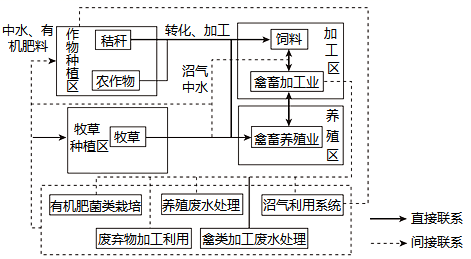 中水、有
机肥料
作物种植区
秸秆
农作物
转化、加工
沼气
中水
饲料
禽畜加工业
加工区
牧草
种植区
牧草
禽畜养殖业
养殖区
有机肥菌类栽培
养殖废水处理
沼气利用系统
废弃物加工利用
禽类加工废水处理
直接联系
间接联系